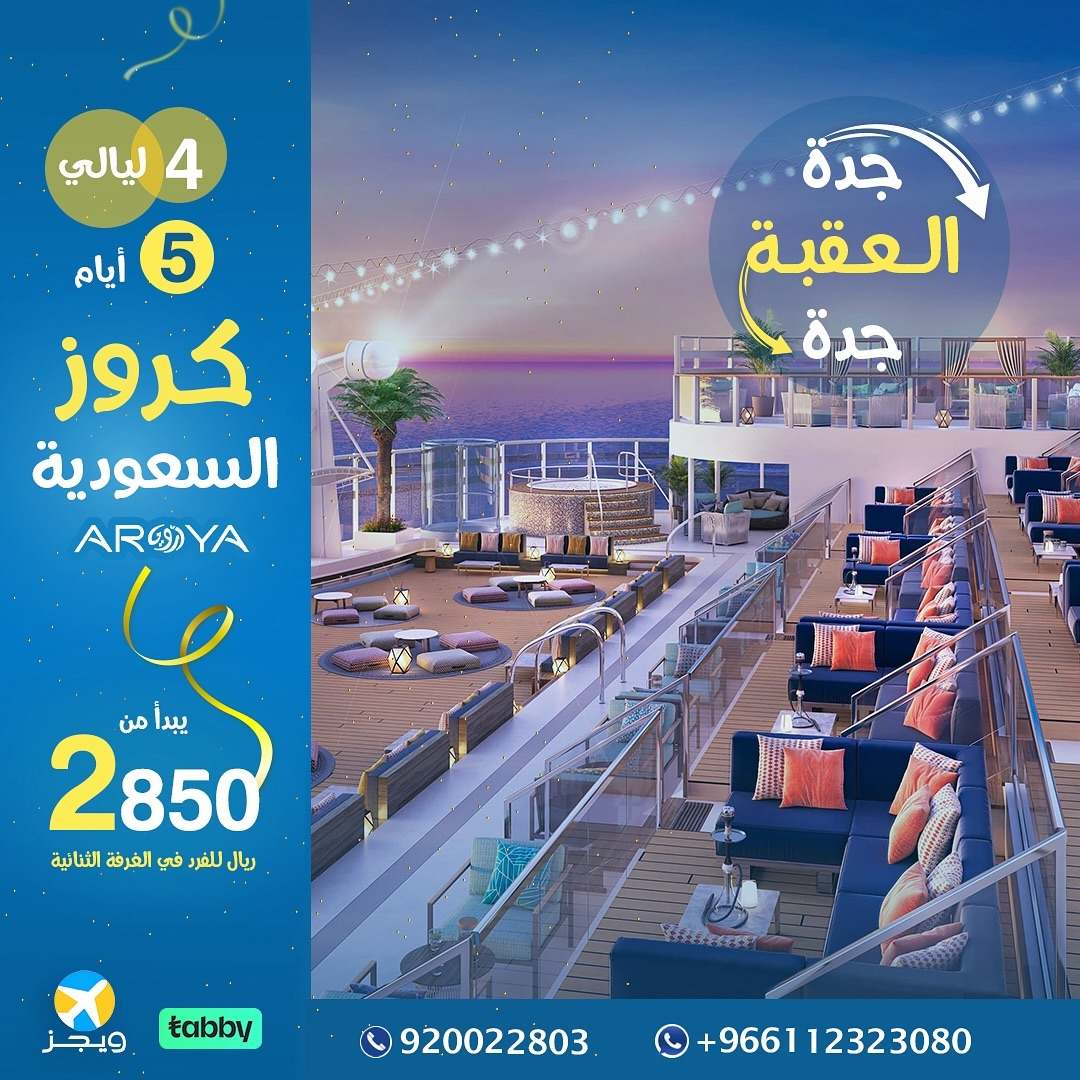 4 ليالي
5 أيام
كروز
السعودية
AROYA
يبدأ من
2850
ريال للفرد في الغرفة الثنائية
ويجز
tabby
جدة
العقبة
جدة
920022803
+966112323080